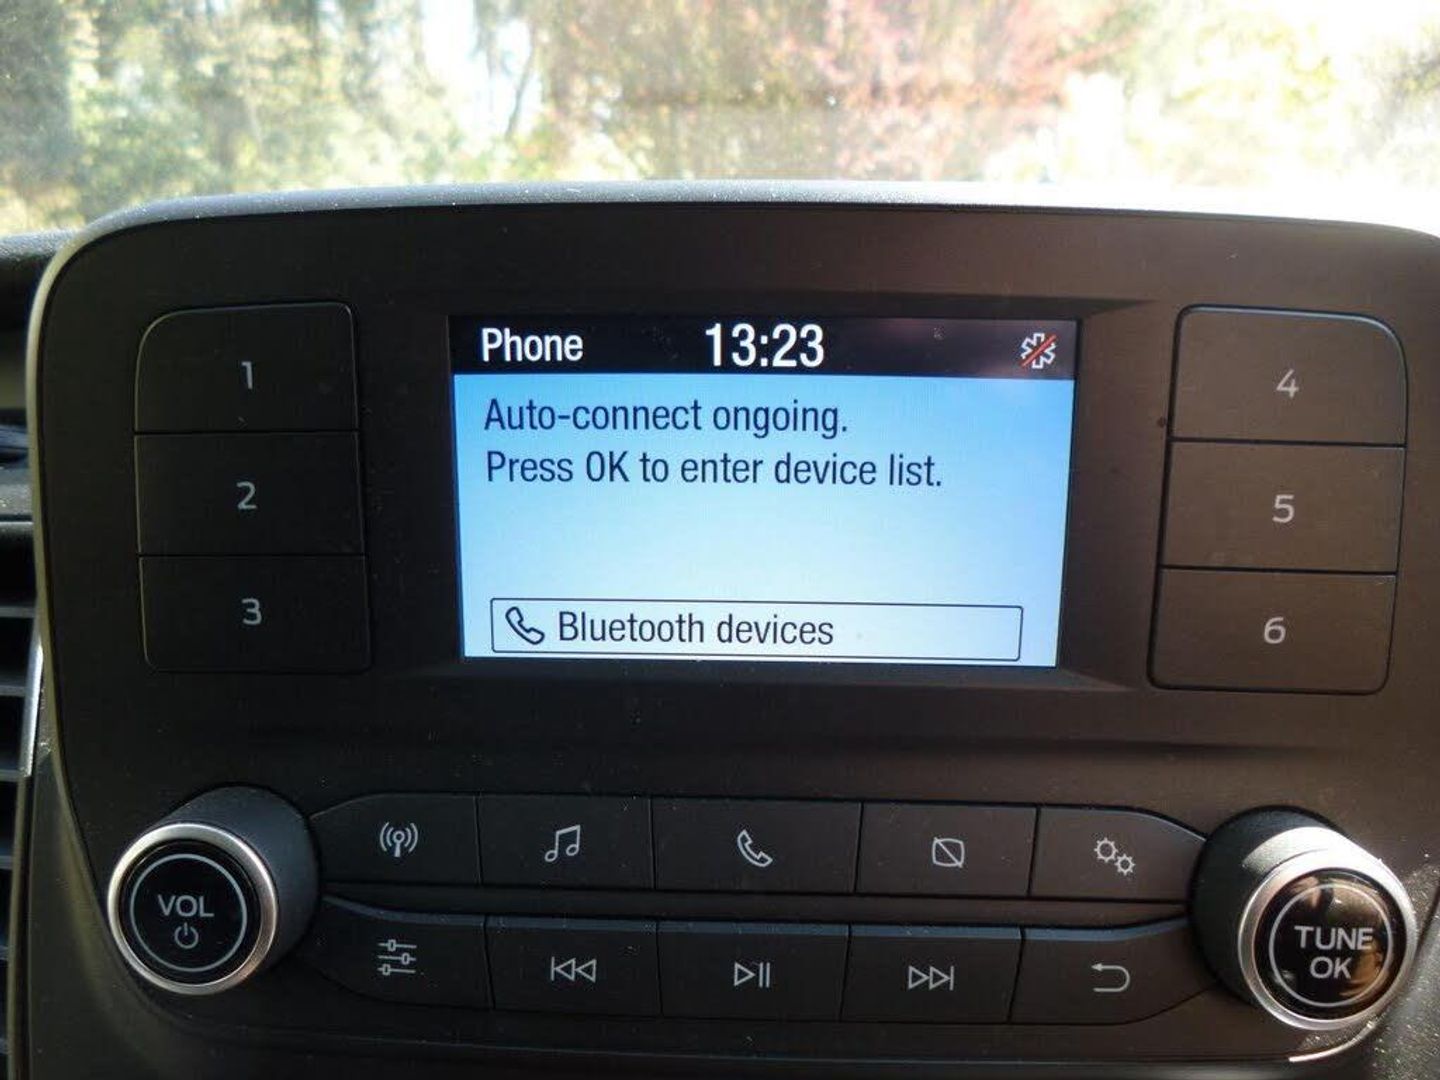 Phone 13:23
Auto-connect ongoing.
Press OK to enter device list.
Bluetooth devices
1
2
3
4
5
6
VOL
TUNE
OK